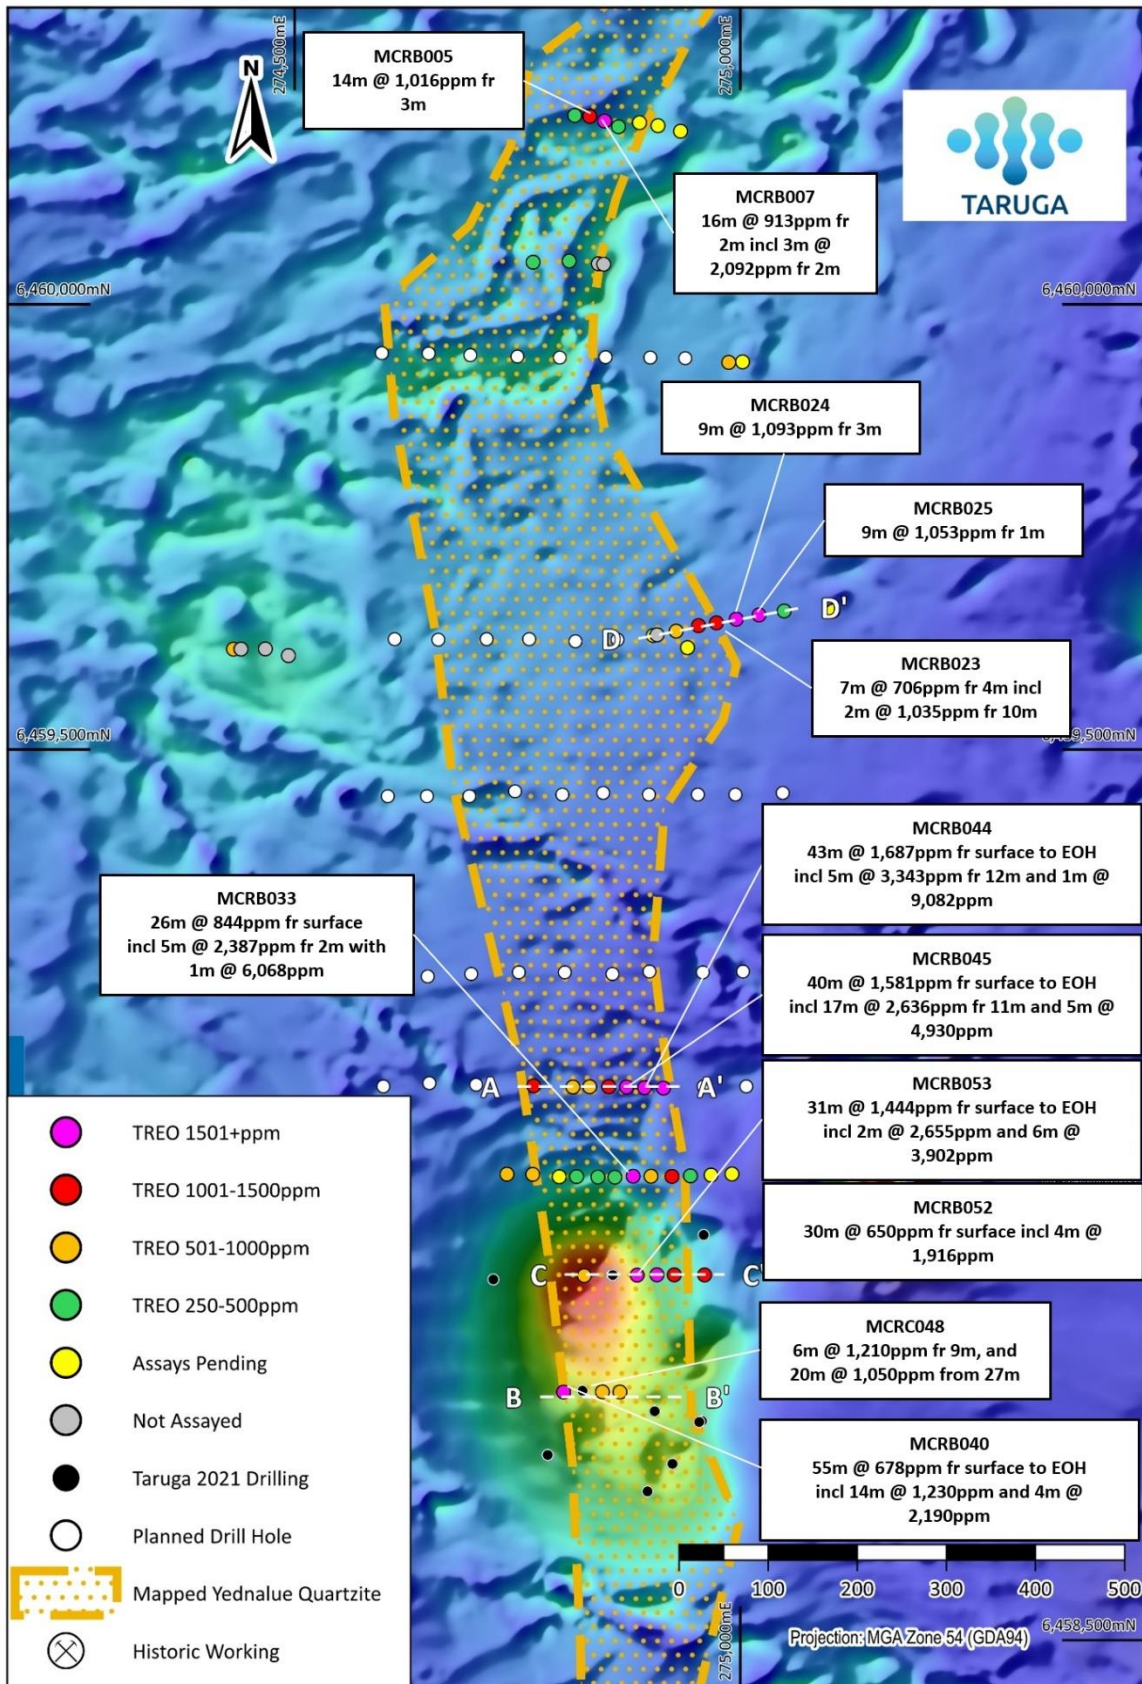 274,500mE
275,000mE
N
MCRB005
14m @ 1,016ppm fr
3m
TARUGA
MCRB007
16m @ 913ppm fr
2m incl 3m @
2,092ppm fr 2m
6,460,000mN
6,460,000mN
MCRB024
9m @ 1,093ppm fr 3m
MCRB025
9m @ 1,053ppm fr 1m
D
D'
MCRB023
7m @ 706ppm fr 4m incl
2m @ 1,035ppm fr 10m
6,459,500mN
MCRB044
43m @ 1,687ppm fr surface to EOH
incl 5m @ 3,343ppm fr 12m and 1m @
9,082ppm
MCRB033
26m @ 844ppm fr surface
incl 5m @ 2,387ppm fr 2m with
1m @ 6,068ppm
MCRB045
40m @ 1,581ppm fr surface to EOH
incl 17m @ 2,636ppm fr 11m and 5m @
4,930ppm
A
A'
MCRB053
31m @ 1,444ppm fr surface to EOH
incl 2m @ 2,655ppm and 6m @
3,902ppm
MCRB052
30m @ 650ppm fr surface incl 4m @
1,916ppm
C
C'
MCRC048
6m @ 1,210ppm fr 9m, and
20m @ 1,050ppm from 27m
B
B'
MCRB040
55m @ 678ppm fr surface to EOH
incl 14m @ 1,230ppm and 4m @
2,190ppm
TREO 1501+ppm
TREO 1001-1500ppm
TREO 501-1000ppm
TREO 250-500ppm
Assays Pending
Not Assayed
Taruga 2021 Drilling
Planned Drill Hole
Mapped Yednalue Quartzite
Historic Working
0 100 200 300 400 500
275,000mE
6,458,500mN
Projection: MGA Zone 54 (GDA94)